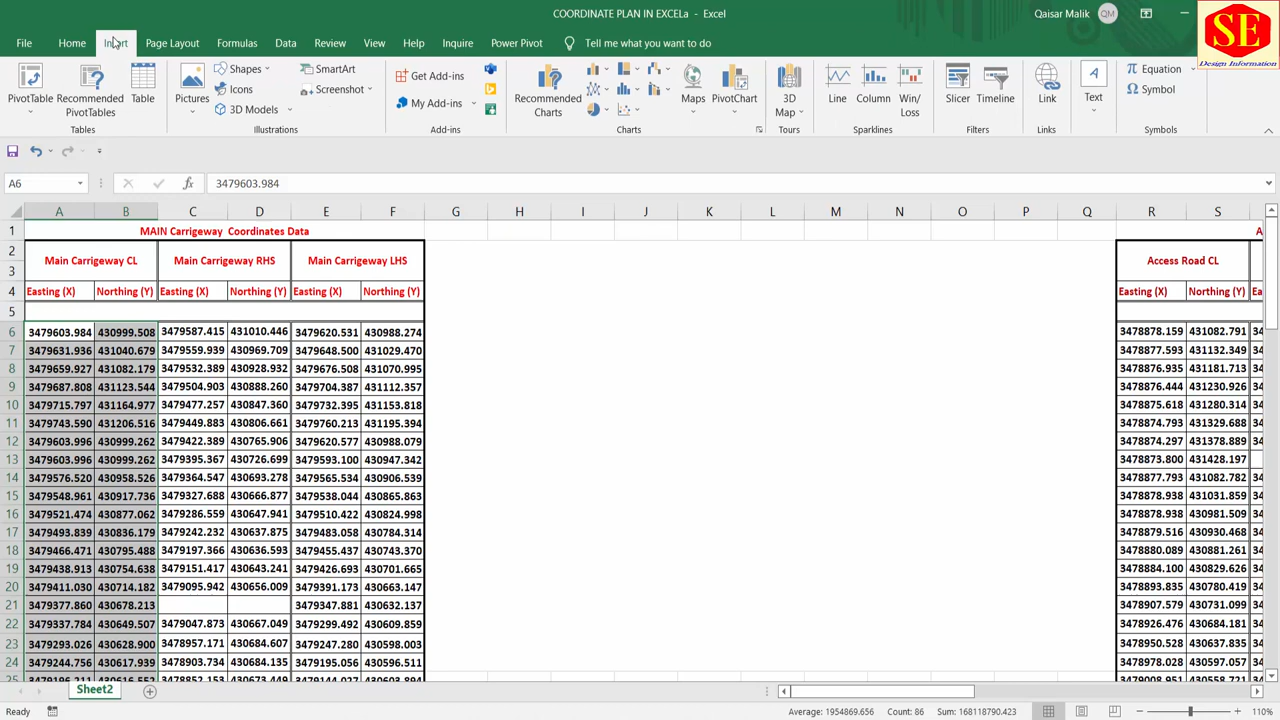 COORDINATE PLAN IN EXCELa - Excel
Qaisar Malik
QM
SE
Design Information
File Home Insert Page Layout Formulas Data Review View Help Inquire Power Pivot Tell me what you want to do
PivotTable
Recommended PivotTables
Table
Tables
Pictures
Shapes
Icons
3D Models
SmartArt
Screenshot
Illustrations
Get Add-ins
My Add-ins
Add-ins
Recommended Charts
Maps
PivotChart
Charts
3D Map
Tours
Line
Column
Win/Loss
Sparklines
Slicer
Timeline
Filters
Link
Links
Text
Equation
Symbol
Symbols
A6
3479603.984
A B C D E F G H I J K L M N O P Q R S
1 MAIN Carrigeway Coordinates Data A
2 Main Carrigeway CL Main Carrigeway RHS Main Carrigeway LHS Access Road CL
3
4 Easting (X) Northing (Y) Easting (X) Northing (Y) Easting (X) Northing (Y) Easting (X) Northing (Y) Ea
5
6 3479603.984 430999.508 3479587.415 431010.446 3479620.531 430988.274 3478878.159 431082.791 34
7 3479631.936 431040.679 3479559.939 430969.709 3479648.500 431029.470 3478877.593 431132.349 34
8 3479659.927 431082.179 3479532.389 430928.932 3479676.508 431070.995 3478876.935 431181.713 34
9 3479687.808 431123.544 3479504.903 430888.260 3479704.387 431112.357 3478876.444 431230.926 34
10 3479715.797 431164.977 3479477.257 430847.360 3479732.395 431153.818 3478875.618 431280.314 34
11 3479743.590 431206.516 3479449.883 430806.661 3479760.213 431195.394 3478874.793 431329.688 34
12 3479603.996 430999.262 3479422.389 430765.906 3479620.577 430988.079 3478874.297 431378.889 34
13 3479603.996 430999.262 3479395.367 430726.699 3479593.100 430947.342 3478873.800 431428.197
14 3479576.520 430958.526 3479364.547 430693.278 3479565.534 430906.539 3478877.793 431082.782 34
15 3479548.961 430917.736 3479327.688 430666.877 3479538.044 430865.863 3478878.938 431031.859 34
16 3479521.474 430877.062 3479286.559 430647.941 3479510.422 430824.998 3478878.938 430981.509 34
17 3479493.839 430836.179 3479242.232 430637.875 3479483.058 430784.314 3478879.516 430930.468 34
18 3479466.471 430795.488 3479197.366 430636.593 3479455.437 430743.370 3478880.089 430881.261 34
19 3479438.913 430754.638 3479151.417 430643.241 3479426.693 430701.665 3478884.100 430829.626 34
20 3479411.030 430714.182 3479095.942 430656.009 3479391.173 430663.147 3478893.835 430780.419 34
21 3479377.860 430678.213 3479347.881 430632.137 3478907.579 430731.099 34
22 3479337.784 430649.507 3479047.873 430667.049 3479299.492 430609.859 3478926.476 430684.181 34
23 3479293.026 430628.900 3478957.171 430684.607 3479247.280 430598.003 3478950.528 430637.835 34
24 3479244.756 430617.939 3478903.734 430684.135 3479195.056 430596.511 3478978.028 430597.057 34
Sheet2
Ready
Average: 1954869.656 Count: 86 Sum: 168118790.423
110%